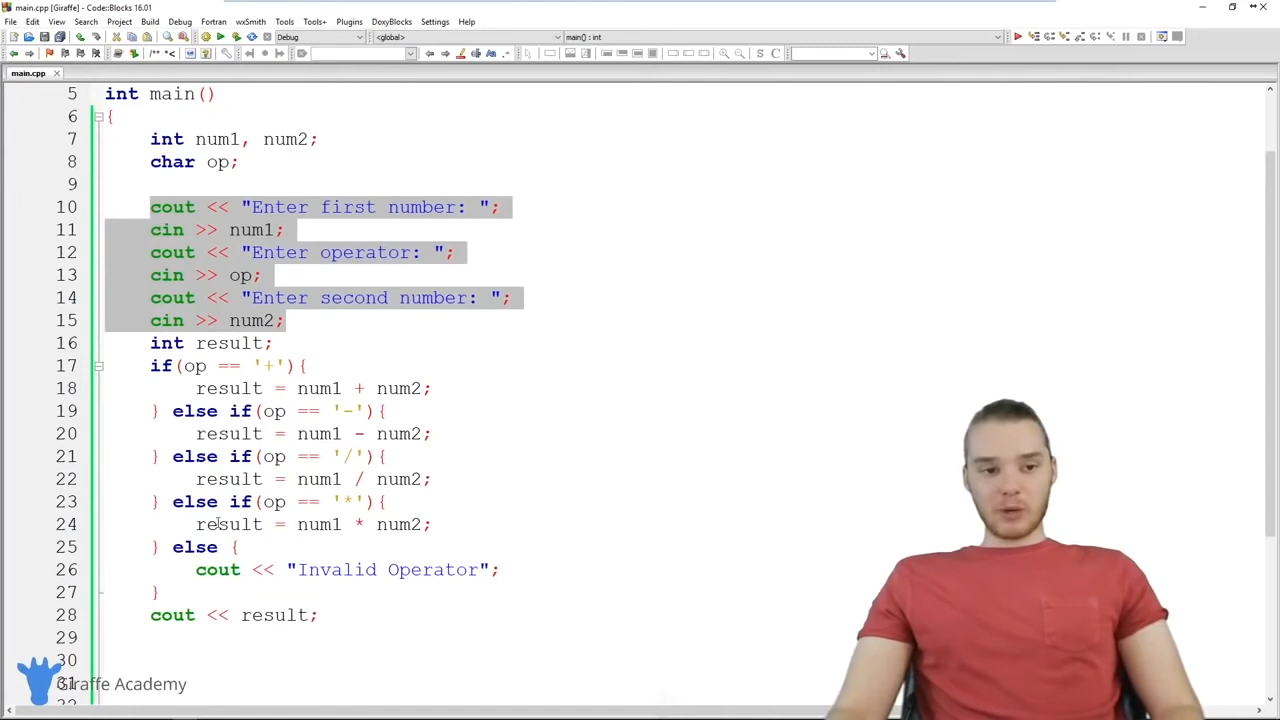 main.cpp [Giraffe] - Code::Blocks 16.01
File Edit View Search Project Build Debug Fortran wxSmith Tools Tools+ Plugins DoxyBlocks Settings Help
Debug <global> main() : int
main.cpp
5 int main()
6 {
7 int num1, num2;
8 char op;
9
10 cout << "Enter first number: ";
11 cin >> num1;
12 cout << "Enter operator: ";
13 cin >> op;
14 cout << "Enter second number: ";
15 cin >> num2;
16 int result;
17 if(op == '+'){
18 result = num1 + num2;
19 } else if(op == '-'){
20 result = num1 - num2;
21 } else if(op == '/'){
22 result = num1 / num2;
23 } else if(op == '*'){
24 result = num1 * num2;
25 } else {
26 cout << "Invalid Operator";
27 }
28 cout << result;
29
30
31
Giraffe Academy